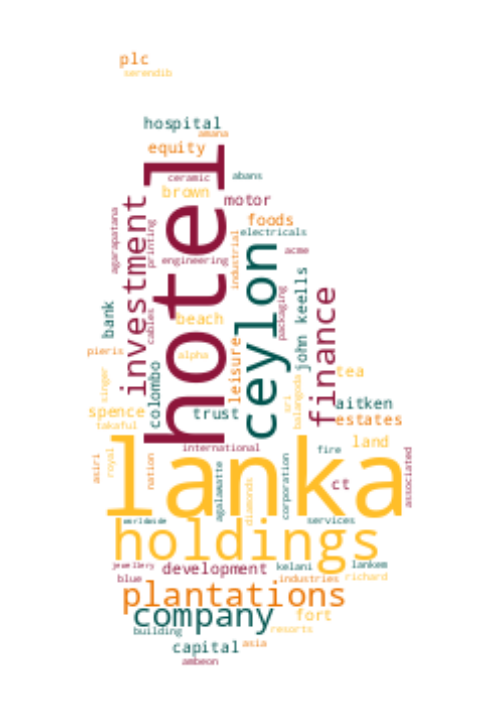 plc
serendib
hospital
amana
equity
ceramic
abans
brown
motor
hotel
investment
agarapatana
printing
foods
electricals
engineering
industrial
acme
ceylon
john keells
packaging
finance
bank
cables
beach
pieris
alpha
leisure
colombo
singer
tea
sri
balangoda
spence
trust
aitken
takaful
estates
lanka
international
land
fire
asiri
royal
nation
agalawatte
diamonds
corporation
ct
associated
worldwide
services
holdings
jewellery
development
kelani
lankem
blue
industries
richard
plantations
company
fort
building
resorts
capital
asia
ambeon